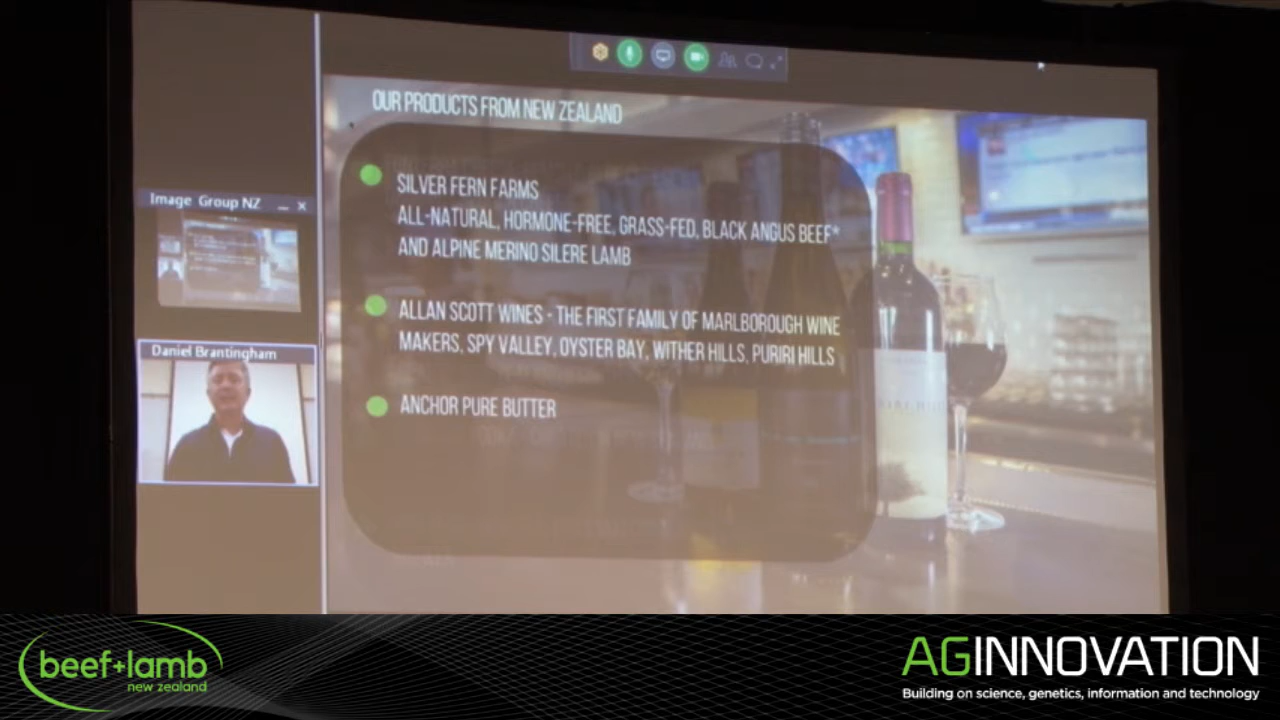 OUR PRODUCTS FROM NEW ZEALAND
SILVER FERN FARMS
ALL-NATURAL, HORMONE-FREE, GRASS-FED, BLACK ANGUS BEEF*
AND ALPINE MERINO SILERE LAMB
ALLAN SCOTT WINES - THE FIRST FAMILY OF MARLBOROUGH WINE
MAKERS, SPY VALLEY, OYSTER BAY, WITHER HILLS, PURIRI HILLS
ANCHOR PURE BUTTER
Image Group NZ
Daniel Brantingham
beef+lamb
new zealand
AGINNOVATION
Building on science, genetics, information and technology